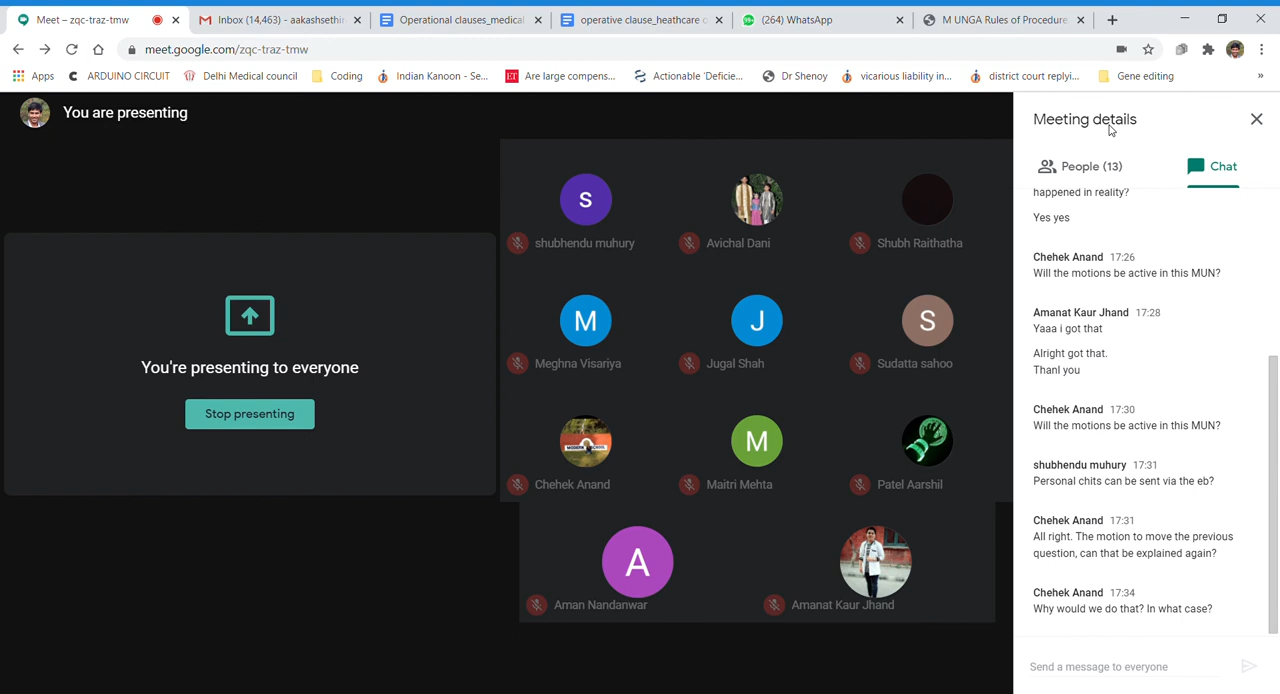 Meet – zqc-traz-tmw
Inbox (14,463) - aakashsethin
Operational clauses_medical
operative clause_heathcare c
(264) WhatsApp
M UNGA Rules of Procedure.
meet.google.com/zqc-traz-tmw
Apps
ARDUINO CIRCUIT
Delhi Medical council
Coding
Indian Kanoon - Se...
ET
Are large compens...
Actionable 'Deficie...
Dr Shenoy
vicarious liability in...
district court replyi...
Gene editing
»
You are presenting
Meeting details
People (13)
Chat
happened in reality?
Yes yes
Chehek Anand 17:26
Will the motions be active in this MUN?
Amanat Kaur Jhand 17:28
Yaaa i got that
Alright got that.
Thanl you
Chehek Anand 17:30
Will the motions be active in this MUN?
shubhendu muhury 17:31
Personal chits can be sent via the eb?
Chehek Anand 17:31
All right. The motion to move the previous
question, can that be explained again?
Chehek Anand 17:34
Why would we do that? In what case?
Send a message to everyone
You're presenting to everyone
Stop presenting
s
shubhendu muhury
Avichal Dani
Shubh Raithatha
M
Meghna Visariya
J
Jugal Shah
S
Sudatta sahoo
Chehek Anand
M
Maitri Mehta
Patel Aarshil
A
Aman Nandanwar
Amanat Kaur Jhand